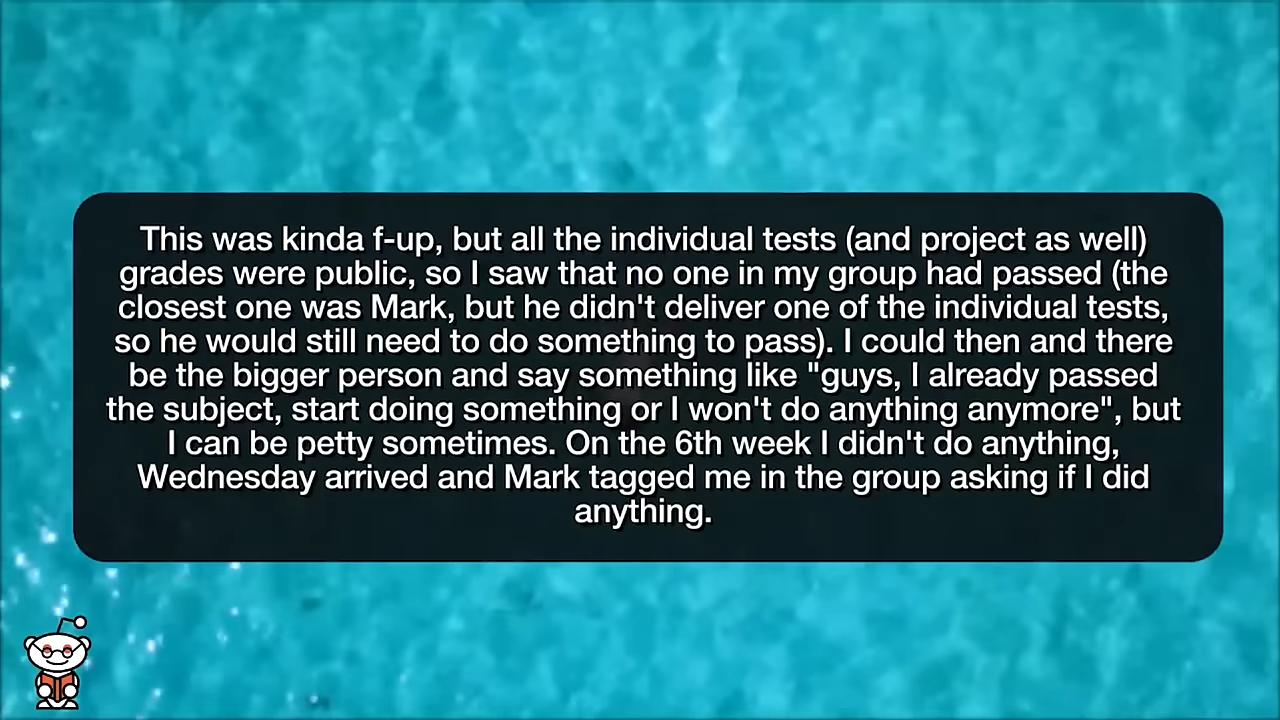 This was kinda f-up, but all the individual tests (and project as well)
grades were public, so I saw that no one in my group had passed (the
closest one was Mark, but he didn't deliver one of the individual tests,
so he would still need to do something to pass). I could then and there
be the bigger person and say something like "guys, I already passed
the subject, start doing something or I won't do anything anymore", but
I can be petty sometimes. On the 6th week I didn't do anything,
Wednesday arrived and Mark tagged me in the group asking if I did
anything.